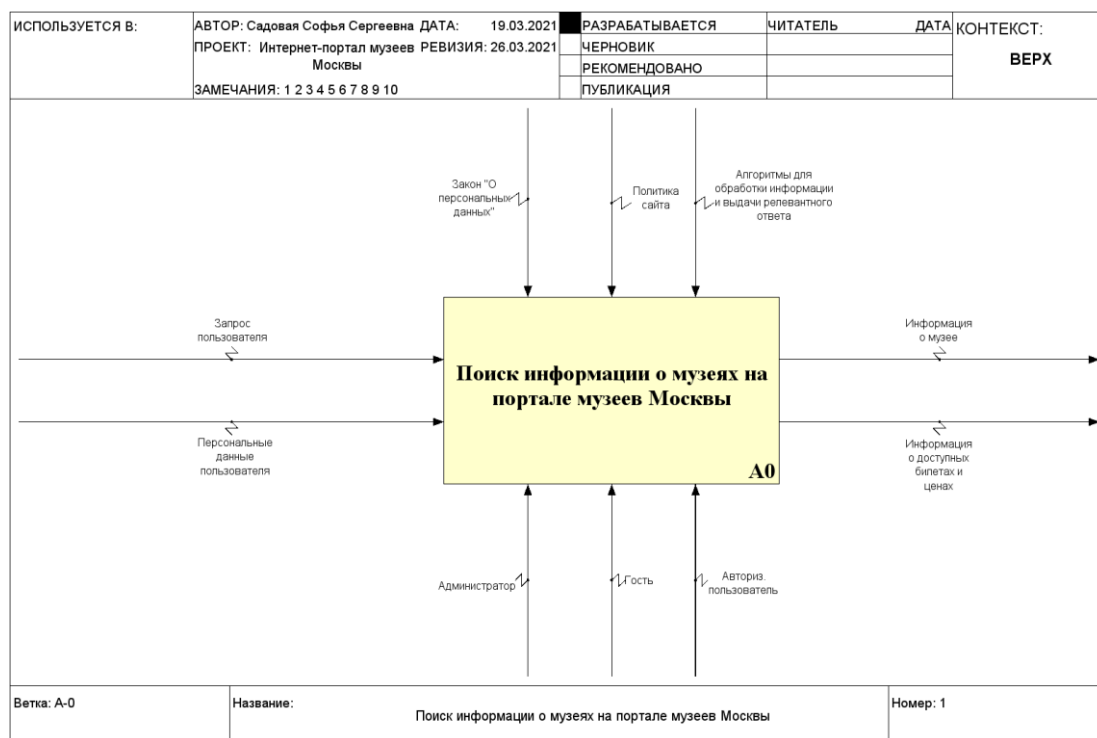 ИСПОЛЬЗУЕТСЯ В:
АВТОР: Садовая Софья Сергеевна ДАТА: 19.03.2021
ПРОЕКТ: Интернет-портал музеев Москвы
РЕВИЗИЯ: 26.03.2021
ЗАМЕЧАНИЯ: 1 2 3 4 5 6 7 8 9 10
РАЗРАБАТЫВАЕТСЯ
ЧЕРНОВИК
РЕКОМЕНДОВАНО
ПУБЛИКАЦИЯ
ЧИТАТЕЛЬ ДАТА
КОНТЕКСТ:
ВЕРХ
Закон "О
персональных
данных"
Политика
сайта
Алгоритмы для
обработки информации
и выдачи релевантного
ответа
Запрос
пользователя
Информация
о музее
Поиск информации о музеях на
портале музеев Москвы
A0
Персональные
данные
пользователя
Информация
о доступных
билетах и
ценах
Администратор
Гость
Авториз.
пользователь
Ветка: A-0
Название:
Поиск информации о музеях на портале музеев Москвы
Номер: 1